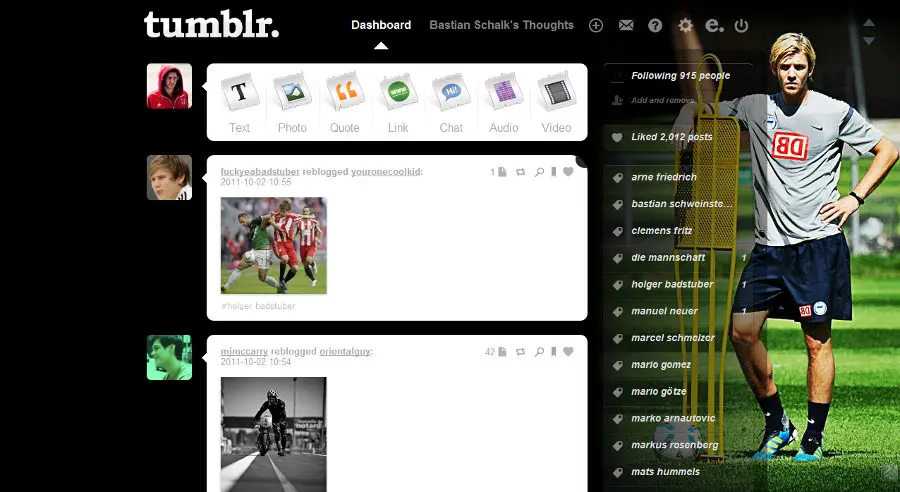 tumblr.
Dashboard
Bastian Schalk's Thoughts
Text
Photo
Quote
Link
Chat
Audio
Video
fuckyeabadstuber reblogged youronecoolkid:
2011-10-02 10:55
1
#holger badstuber
mjmccarry reblogged orientalguy:
2011-10-02 10:54
42
Following 915 people
Add and remove
Liked 2,012 posts
arne friedrich
bastian schweinste...
clemens fritz
die mannschaft 1
holger badstuber 1
manuel neuer 1
marcel schmelzer
mario gomez
mario götze
marko arnautovic
markus rosenberg
mats hummels
DB